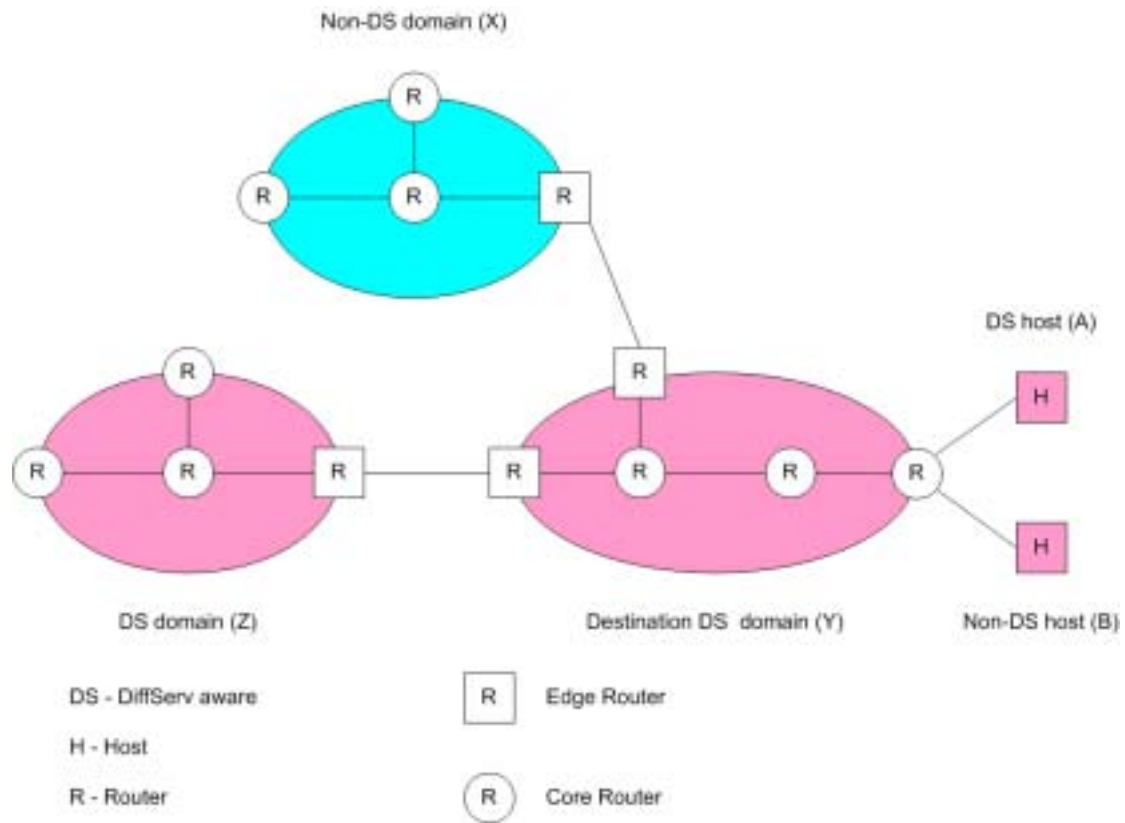 Non-DS domain (X)
R
R
R
R
DS host (A)
R
R
H
R
R
R
R
R
R
R
H
DS domain (Z)
Destination DS domain (Y)
Non-DS host (B)
DS - DiffServ aware
R
Edge Router
H - Host
R - Router
R
Core Router